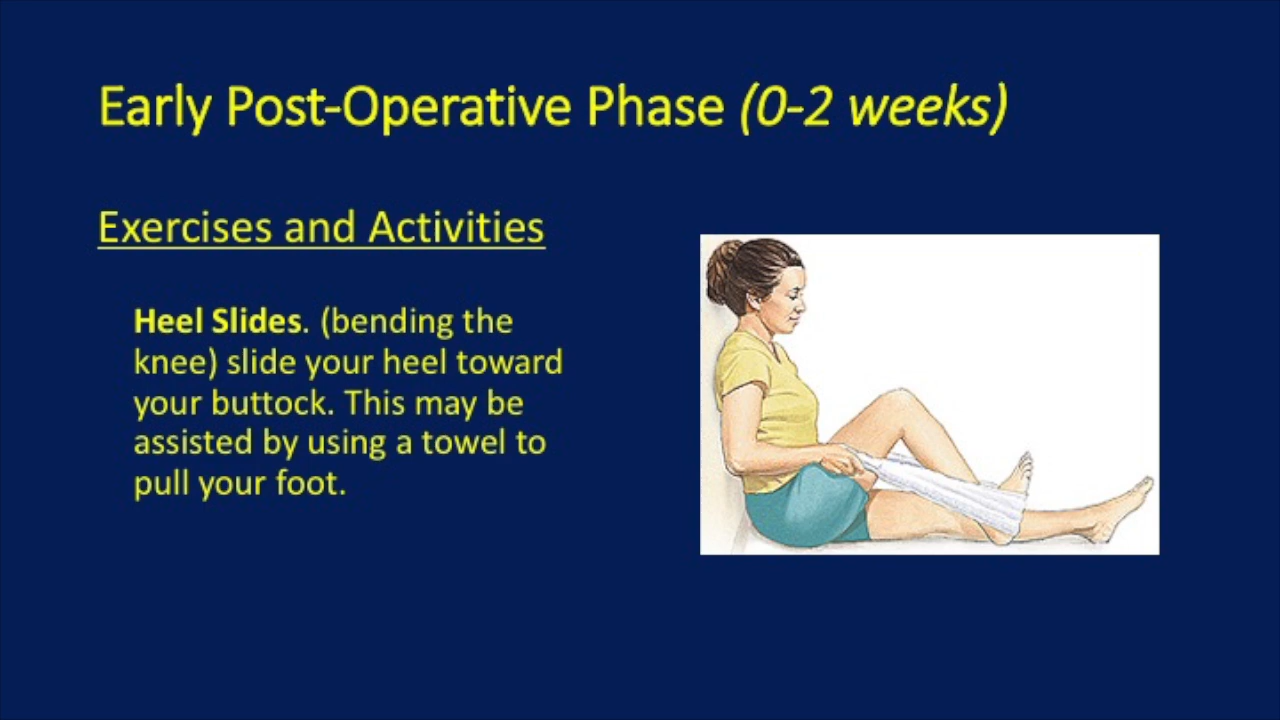 Early Post-Operative Phase (0-2 weeks)
Exercises and Activities
Heel Slides. (bending the
knee) slide your heel toward
your buttock. This may be
assisted by using a towel to
pull your foot.